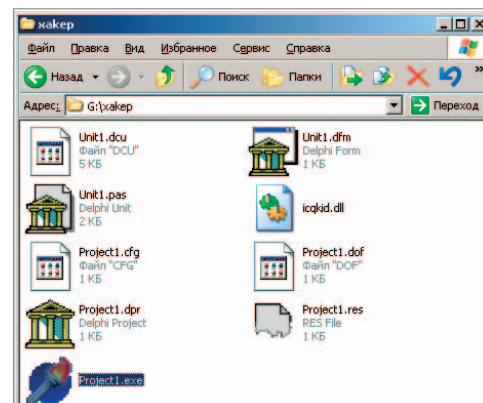 xakep
Файл Правка Вид Избранное Сервис Справка
Назад Поиск Папки »
Адрес: G:\xakep Переход
Unit1.dcu
Файл "DCU"
5 КБ
Unit1.dfm
Delphi Form
1 КБ
Unit1.pas
Delphi Unit
2 КБ
icqkid.dll
Project1.cfg
Файл "CFG"
1 КБ
Project1.dof
Файл "DOF"
1 КБ
Project1.dpr
Delphi Project
1 КБ
Project1.res
RES File
1 КБ
Project1.exe